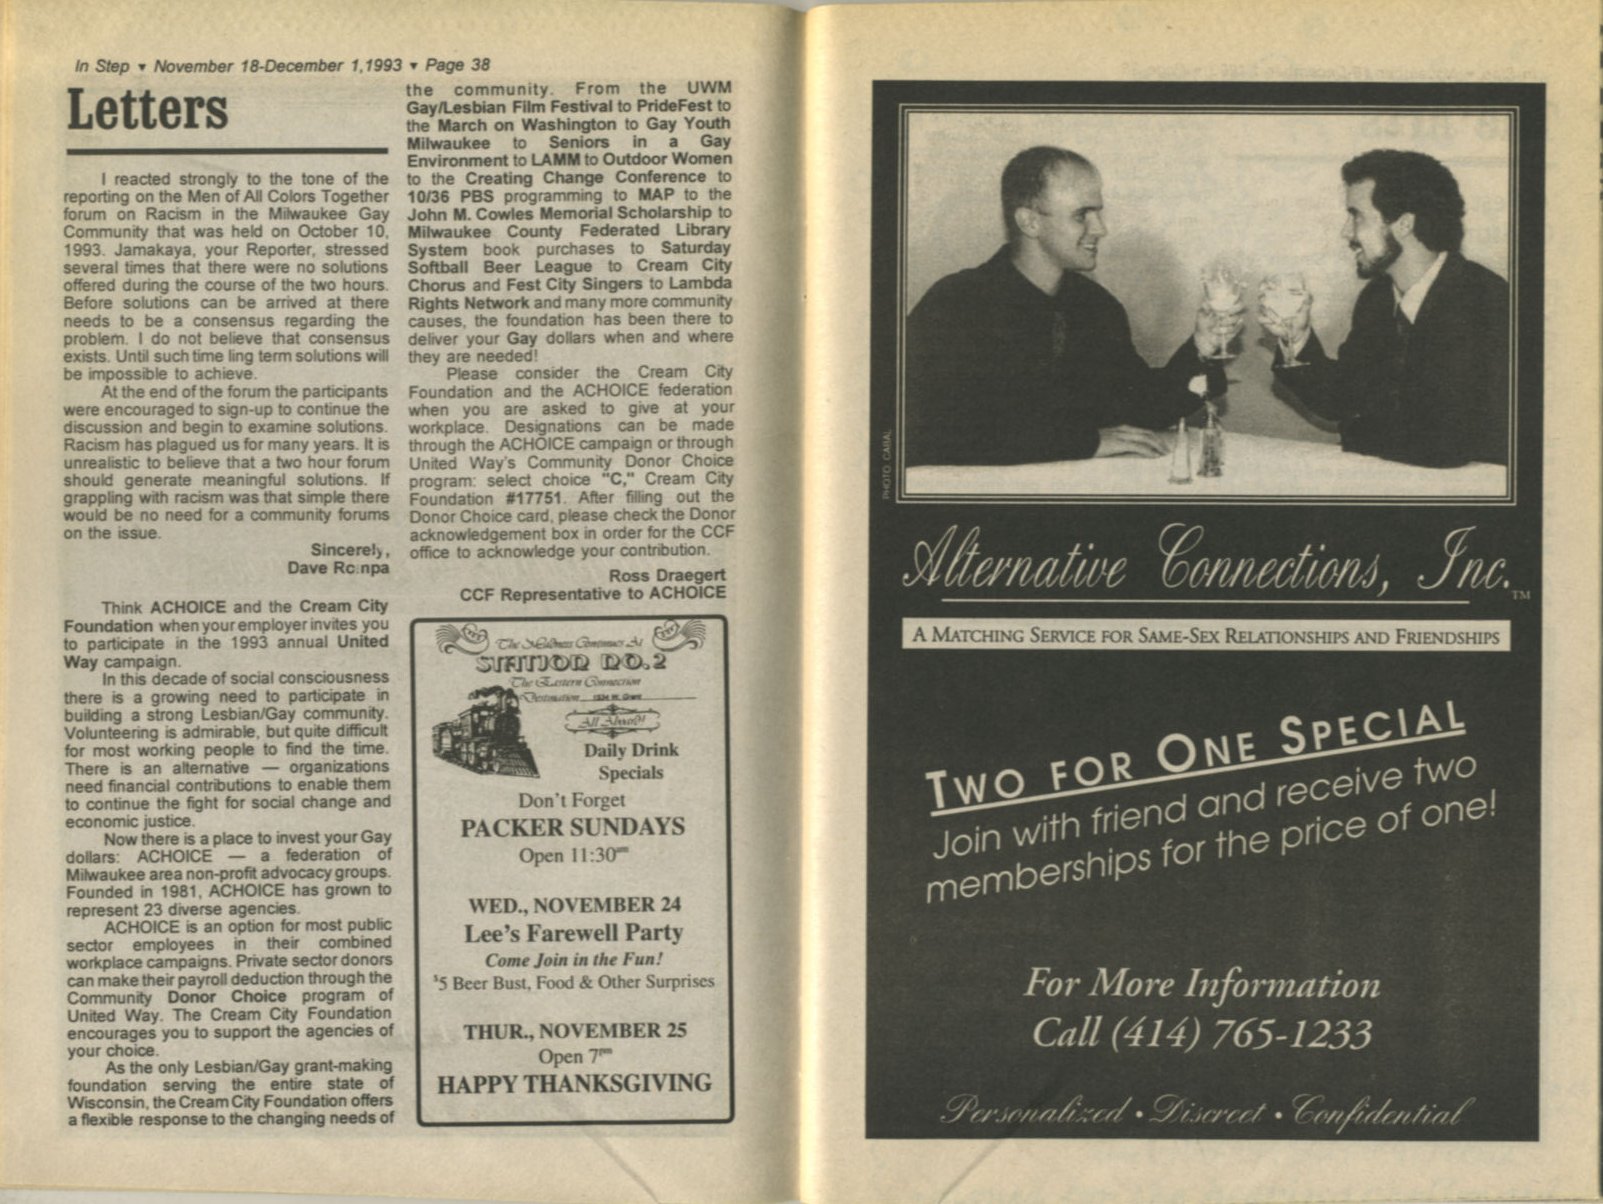 In Step ▾ November 18-December 1,1993 ▾ Page 38
Letters
I reacted strongly to the tone of the
reporting on the Men of All Colors Together
forum on Racism in the Milwaukee Gay
Community that was held on October 10,
1993. Jamakaya, your Reporter, stressed
several times that there were no solutions
offered during the course of the two hours.
Before solutions can be arrived at there
needs to be a consensus regarding the
problem. I do not believe that consensus
exists. Until such time ling term solutions will
be impossible to achieve.
At the end of the forum the participants
were encouraged to sign-up to continue the
discussion and begin to examine solutions.
Racism has plagued us for many years. It is
unrealistic to believe that a two hour forum
should generate meaningful solutions. If
grappling with racism was that simple there
would be no need for a community forums
on the issue.
Sincerely,
Dave
Think ACHOICE and the Cream City
Foundation when your employer invites you
to participate in the 1993 annual United
Way campaign.
In this decade of social consciousness
there is a growing need to participate in
building a strong Lesbian/Gay community.
Volunteering is admirable, but quite difficult
for most working people to find the time.
There is an alternative — organizations
need financial contributions to enable them
to continue the fight for social change and
economic justice.
Now there is a place to invest your Gay
dollars: ACHOICE — a federation of
Milwaukee area non-profit advocacy groups.
Founded in 1981, ACHOICE has grown to
represent 23 diverse agencies.
ACHOICE is an option for most public
sector employees in their combined
workplace campaigns. Private sector donors
can make their payroll deduction through the
Community Donor Choice program of
United Way. The Cream City Foundation
encourages you to support the agencies of
your choice.
As the only Lesbian/Gay grant-making
foundation serving the entire state of
Wisconsin, the Cream City Foundation offers
a flexible response to the changing needs of
the community. From the UWM
Gay/Lesbian Film Festival to PrideFest to
the March on Washington to Gay Youth
Milwaukee to Seniors in a Gay
Environment to LAMM to Outdoor Women
to the Creating Change Conference to
10/36 PBS programming to MAP to the
John M. Cowles Memorial Scholarship to
Milwaukee County Federated Library
System book purchases to Saturday
Softball Beer League to Cream City
Chorus and Fest City Singers to Lambda
Rights Network and many more community
causes, the foundation has been there to
deliver your Gay dollars when and where
they are needed!
Please consider the Cream City
Foundation and the ACHOICE federation
when you are asked to give at your
workplace. Designations can be made
through the ACHOICE campaign or through
United Way's Community Donor Choice
program: select choice "C," Cream City
Foundation #17751. After filling out the
Donor Choice card, please check the Donor
acknowledgement box in order for the CCF
office to acknowledge your contribution.
Ross Draegert
CCF Representative to ACHOICE
The Madness Continues At
STATION NO.2
The Eastern Connection
Destination 1534 W. Grant
All Aboard!
Daily Drink
Specials
Don't Forget
PACKER SUNDAYS
Open 11:30am
WED., NOVEMBER 24
Lee's Farewell Party
Come Join in the Fun!
$5 Beer Bust, Food & Other Surprises
THUR., NOVEMBER 25
Open 7pm
HAPPY THANKSGIVING
PHOTO CABAL
Alternative Connections, Inc.™
A MATCHING SERVICE FOR SAME-SEX RELATIONSHIPS AND FRIENDSHIPS
TWO FOR ONE SPECIAL
Join with friend and receive two
memberships for the price of one!
For More Information
Call (414) 765-1233
Personalized • Discreet • Confidential